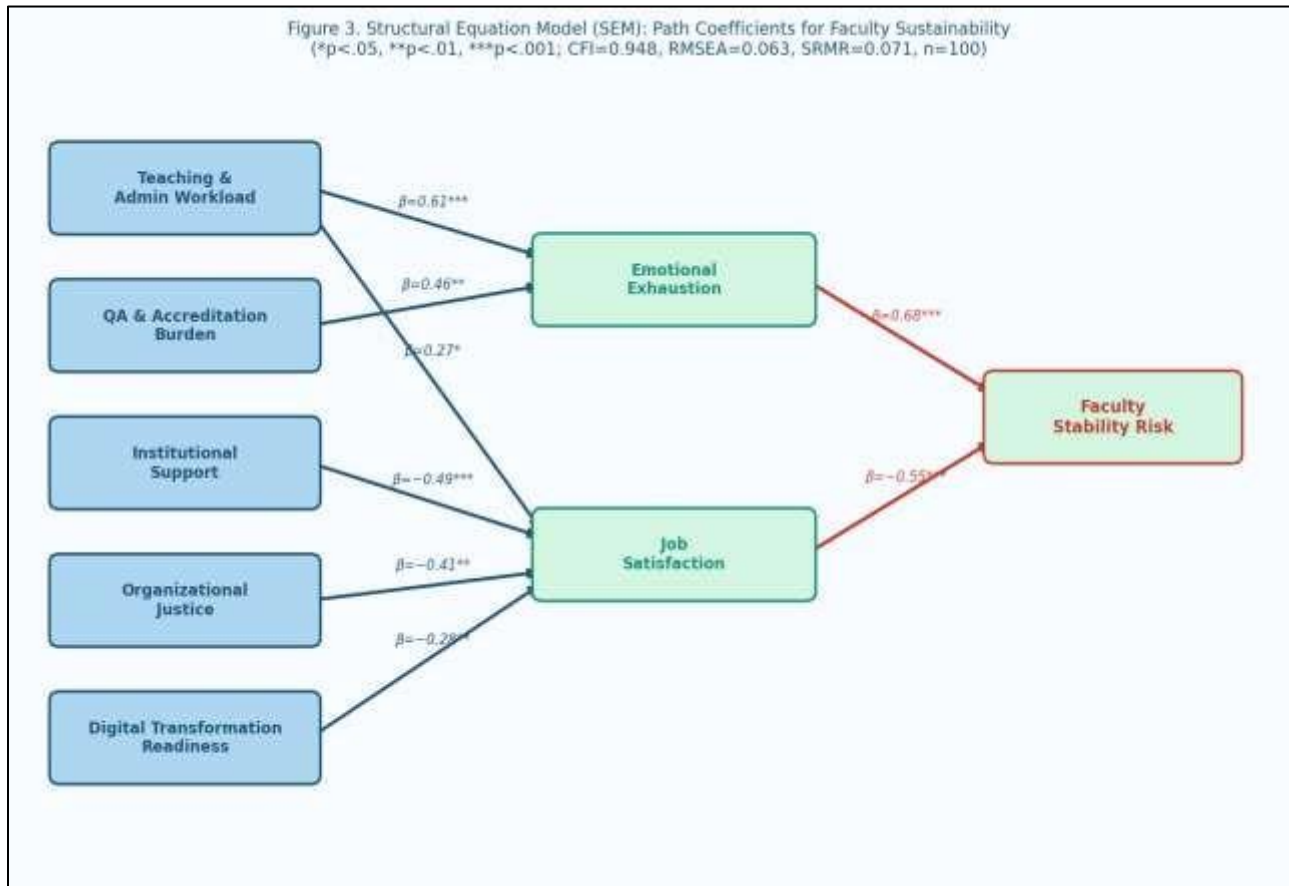 Figure 3. Structural Equation Model (SEM): Path Coefficients for Faculty Sustainability
(*p<.05, **p<.01, ***p<.001; CFI=0.948, RMSEA=0.063, SRMR=0.071, n=100)
Teaching &
Admin Workload
β=0.61***
Emotional
Exhaustion
QA & Accreditation
Burden
β=0.46**
β=0.68***
β=0.27*
Faculty
Stability Risk
Institutional
Support
β=−0.49***
β=−0.55***
Job
Satisfaction
Organizational
Justice
β=−0.41**
β=−0.28**
Digital Transformation
Readiness